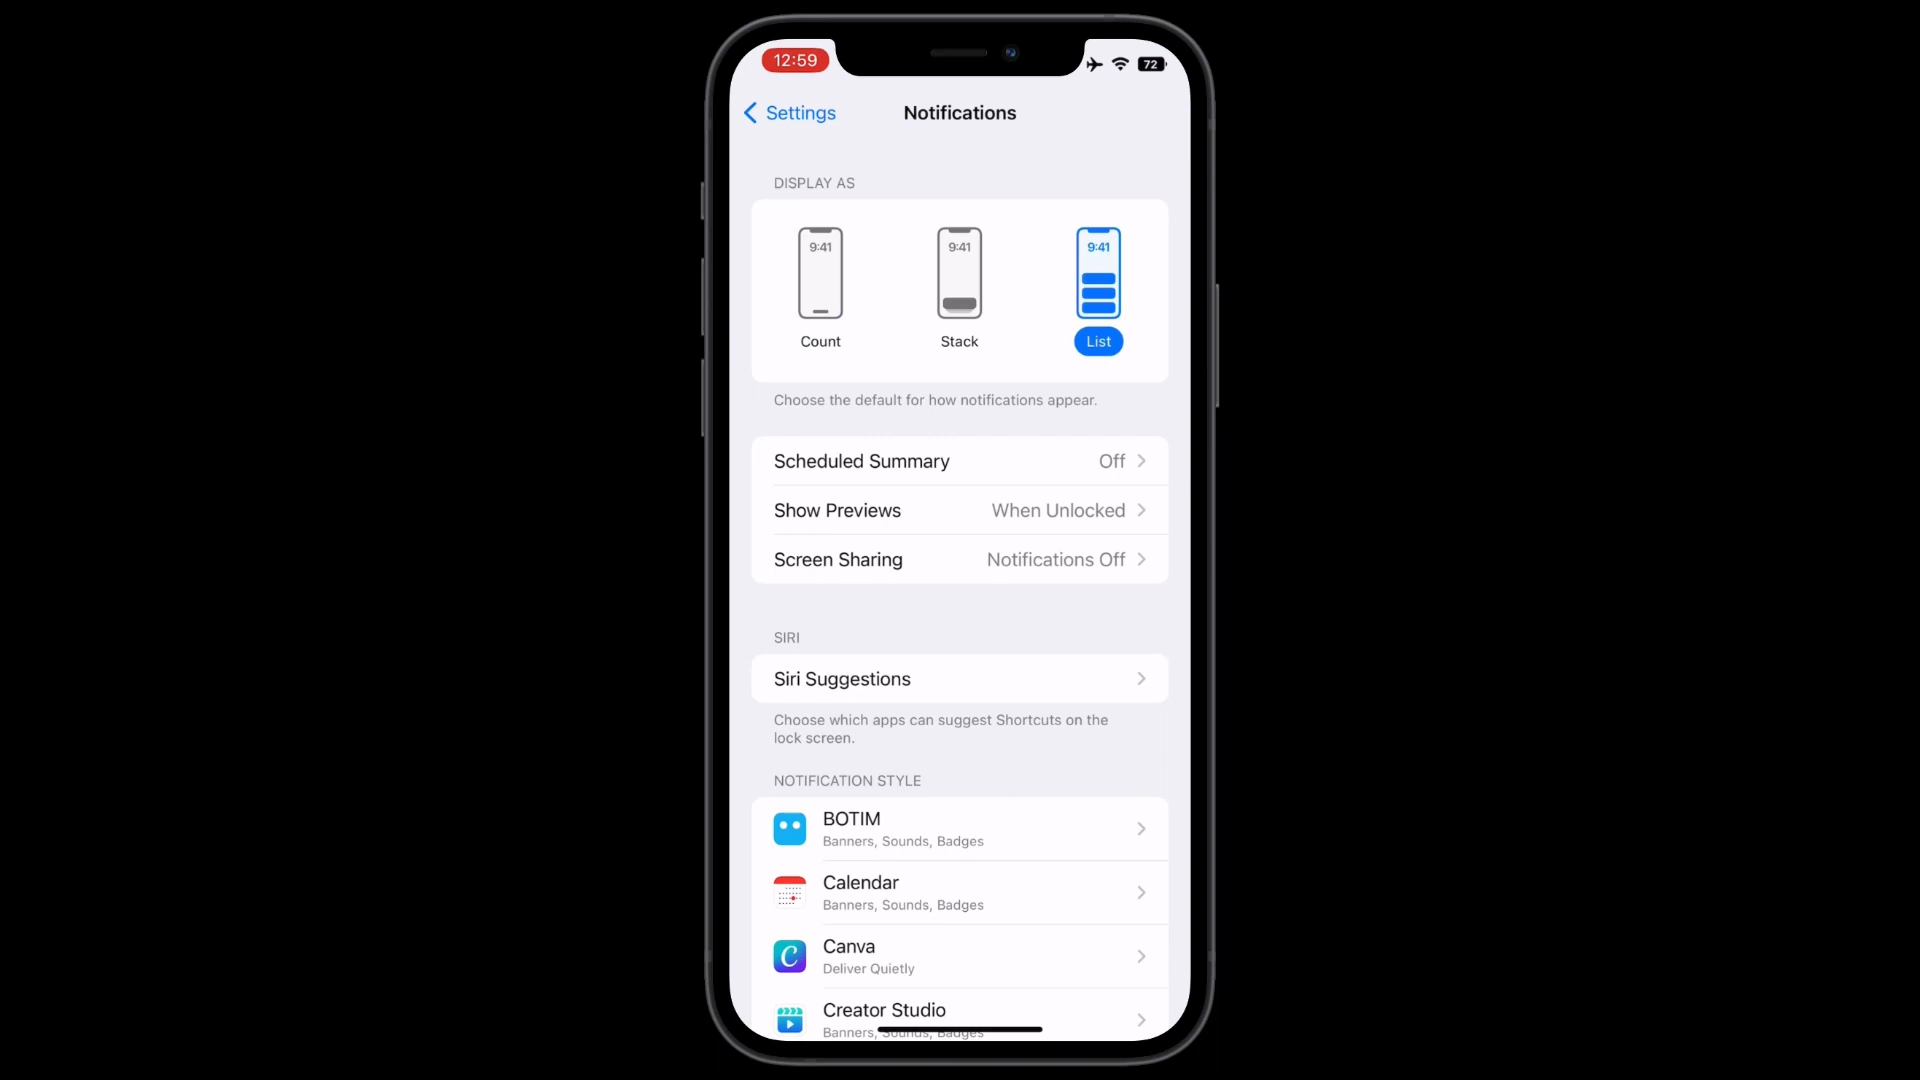 12:59
72
Settings
Notifications
DISPLAY AS
9:41
9:41
9:41
Count
Stack
List
Choose the default for how notifications appear.
Scheduled Summary Off
Show Previews When Unlocked
Screen Sharing Notifications Off
SIRI
Siri Suggestions
Choose which apps can suggest Shortcuts on the
lock screen.
NOTIFICATION STYLE
BOTIM
Banners, Sounds, Badges
Calendar
Banners, Sounds, Badges
C
Canva
Deliver Quietly
Creator Studio
Banners, Sounds, Badges